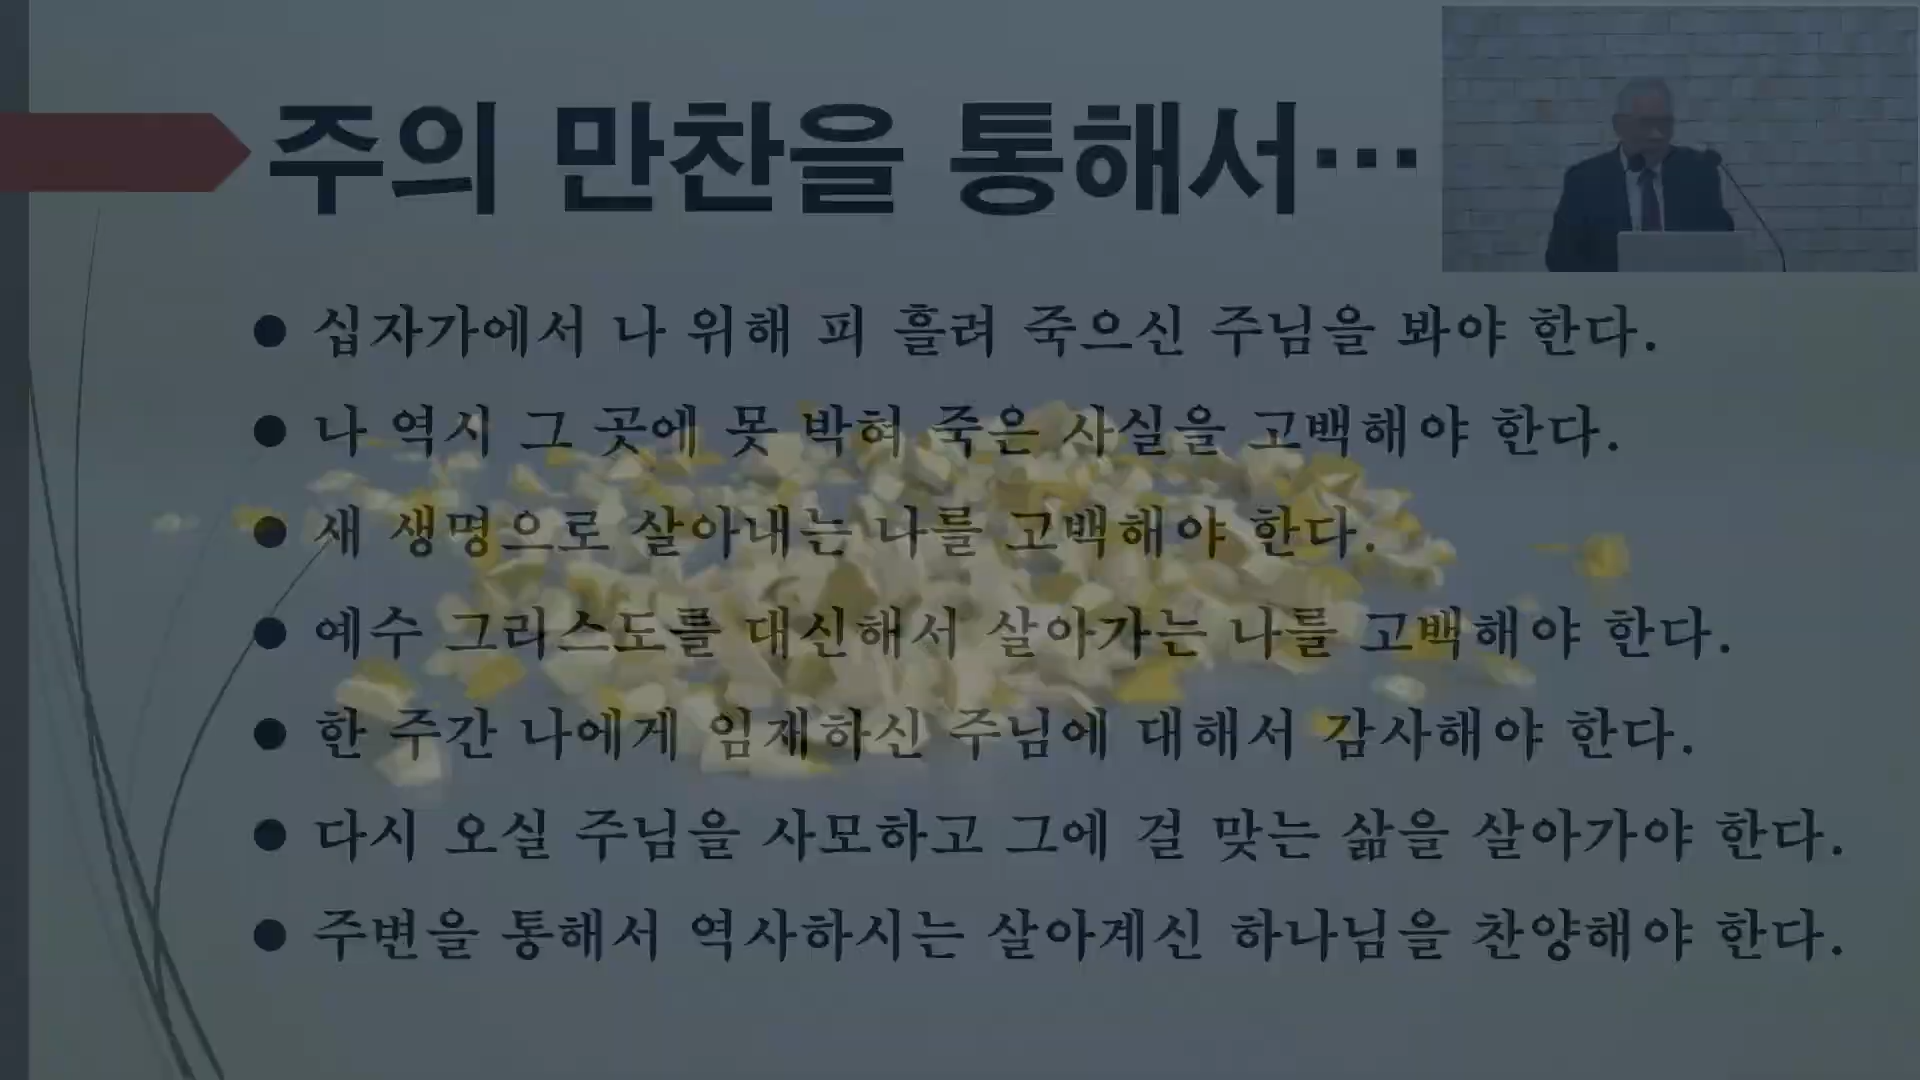 주의 만찬을 통해서…
● 십자가에서 나 위해 피 흘려 죽으신 주님을 봐야 한다.
● 나 역시 그 곳에 못 박혀 죽은 사실을 고백해야 한다.
● 새 생명으로 살아내는 나를 고백해야 한다.
● 예수 그리스도를 대신해서 살아가는 나를 고백해야 한다.
● 한 주간 나에게 임재하신 주님에 대해서 감사해야 한다.
● 다시 오실 주님을 사모하고 그에 걸 맞는 삶을 살아가야 한다.
● 주변을 통해서 역사하시는 살아계신 하나님을 찬양해야 한다.